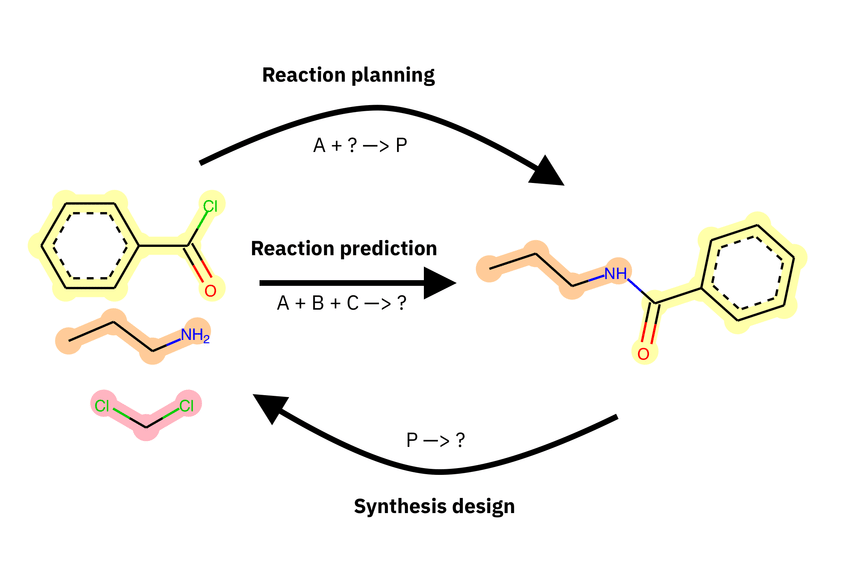 Reaction planning
A + ? —> P
Cl
O
Reaction prediction
A + B + C —> ?
NH
O
NH₂
Cl
Cl
P —> ?
Synthesis design